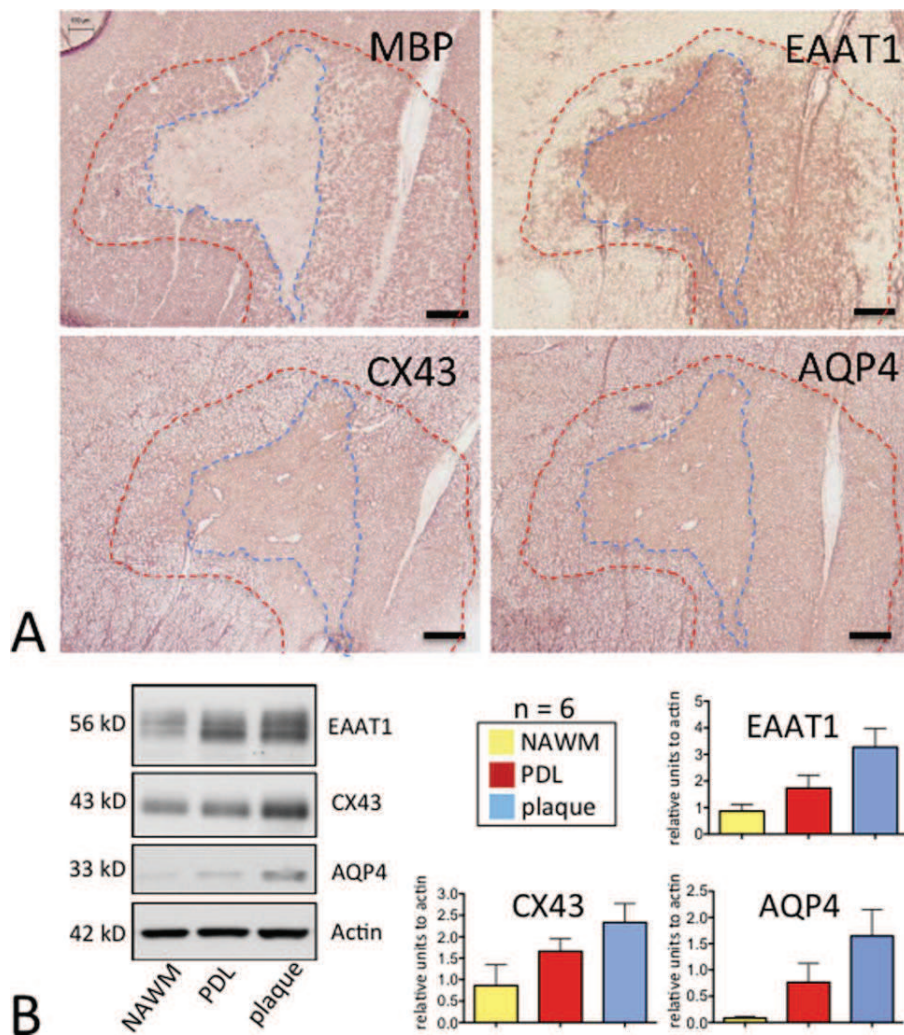 MBP
EAAT1
CX43
AQP4
A
56 kD
EAAT1
43 kD
CX43
33 kD
AQP4
42 kD
Actin
NAWM
PDL
plaque
n = 6
NAWM
PDL
plaque
EAAT1
relative units to actin
5
4
3
2
1
0
CX43
relative units to actin
3.0
2.5
2.0
1.5
1.0
0.5
0.0
AQP4
relative units to actin
2.5
2.0
1.5
1.0
0.5
0.0
B